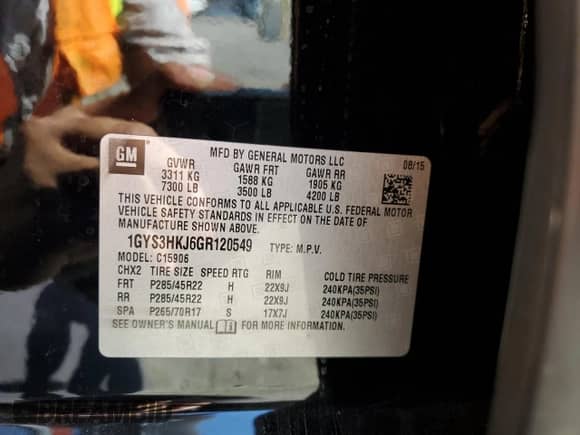 GM
MFD BY GENERAL MOTORS LLC
08/15
GVWR GAWR FRT GAWR RR
3311 KG 1588 KG 1905 KG
7300 LB 3500 LB 4200 LB
THIS VEHICLE CONFORMS TO ALL APPLICABLE U.S. FEDERAL MOTOR
VEHICLE SAFETY STANDARDS IN EFFECT ON THE DATE OF
MANUFACTURE SHOWN ABOVE.
1GYS3HKJ6GR120549 TYPE: M.P.V.
MODEL: C15906
CHX2 TIRE SIZE SPEED RTG RIM COLD TIRE PRESSURE
FRT P285/45R22 H 22X9J 240KPA(35PSI)
RR P285/45R22 H 22X9J 240KPA(35PSI)
SPA P265/70R17 S 17X7J 240KPA(35PSI)
SEE OWNER'S MANUAL FOR MORE INFORMATION.